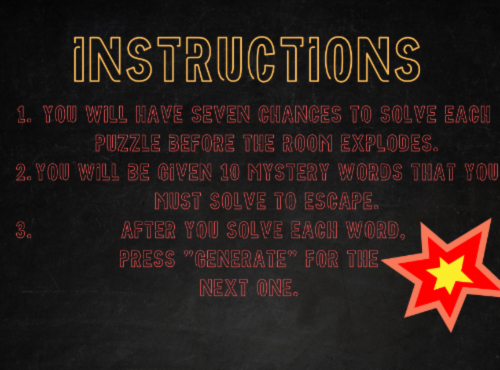 INSTRUCTIONS
1. YOU WILL HAVE SEVEN CHANCES TO SOLVE EACH
PUZZLE BEFORE THE ROOM EXPLODES.
2. YOU WILL BE GIVEN 10 MYSTERY WORDS THAT YOU
MUST SOLVE TO ESCAPE.
3. AFTER YOU SOLVE EACH WORD,
PRESS "GENERATE" FOR THE
NEXT ONE.